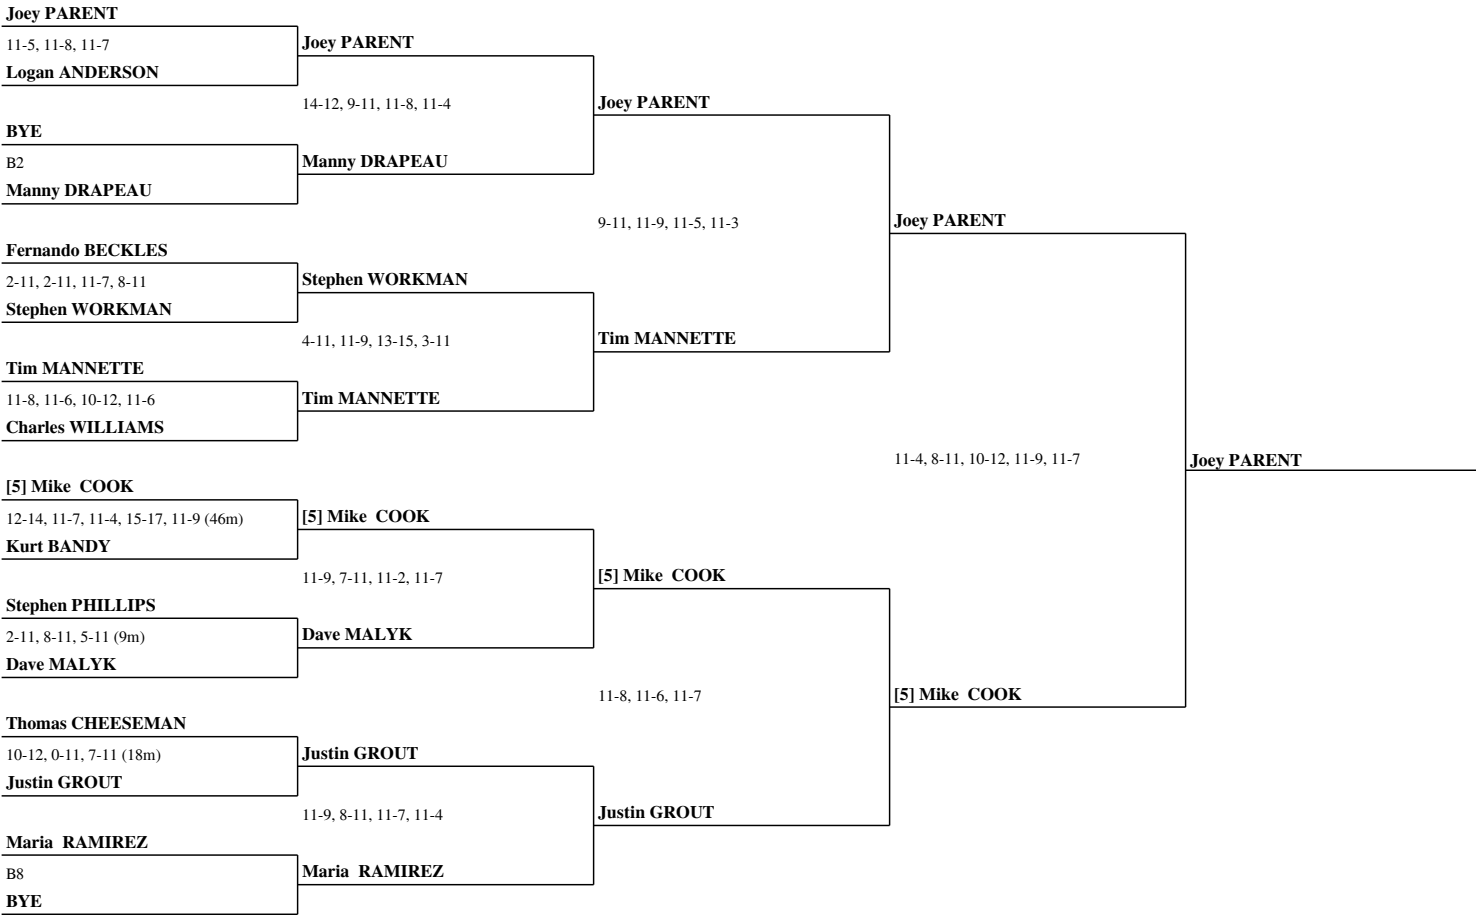 Joey PARENT
11-5, 11-8, 11-7
Logan ANDERSON
BYE
B2
Manny DRAPEAU
Fernando BECKLES
2-11, 2-11, 11-7, 8-11
Stephen WORKMAN
Tim MANNETTE
11-8, 11-6, 10-12, 11-6
Charles WILLIAMS
[5] Mike  COOK
12-14, 11-7, 11-4, 15-17, 11-9 (46m)
Kurt BANDY
Stephen PHILLIPS
2-11, 8-11, 5-11 (9m)
Dave MALYK
Thomas CHEESEMAN
10-12, 0-11, 7-11 (18m)
Justin GROUT
Maria  RAMIREZ
B8
BYE
Joey PARENT
14-12, 9-11, 11-8, 11-4
Manny DRAPEAU
Stephen WORKMAN
4-11, 11-9, 13-15, 3-11
Tim MANNETTE
[5] Mike  COOK
11-9, 7-11, 11-2, 11-7
Dave MALYK
Justin GROUT
11-9, 8-11, 11-7, 11-4
Maria  RAMIREZ
Joey PARENT
9-11, 11-9, 11-5, 11-3
Tim MANNETTE
[5] Mike  COOK
11-8, 11-6, 11-7
Justin GROUT
Joey PARENT
11-4, 8-11, 10-12, 11-9, 11-7
[5] Mike  COOK
Joey PARENT